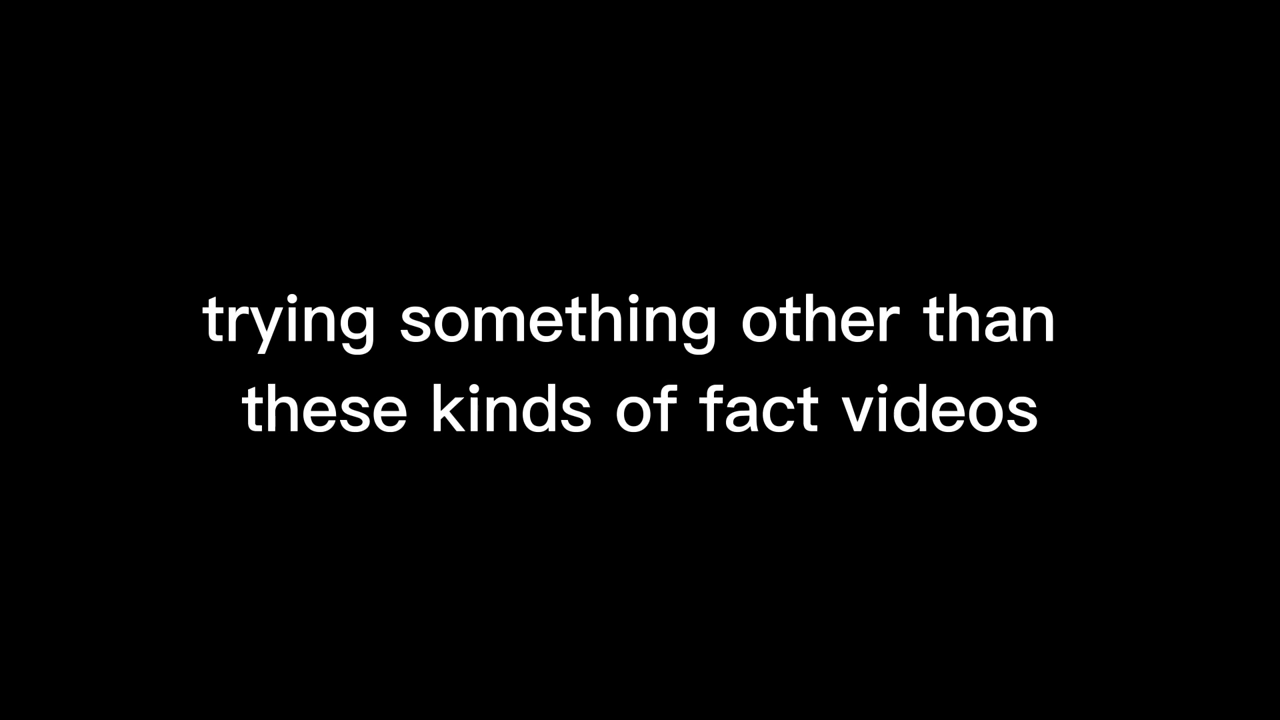 trying something other than
these kinds of fact videos